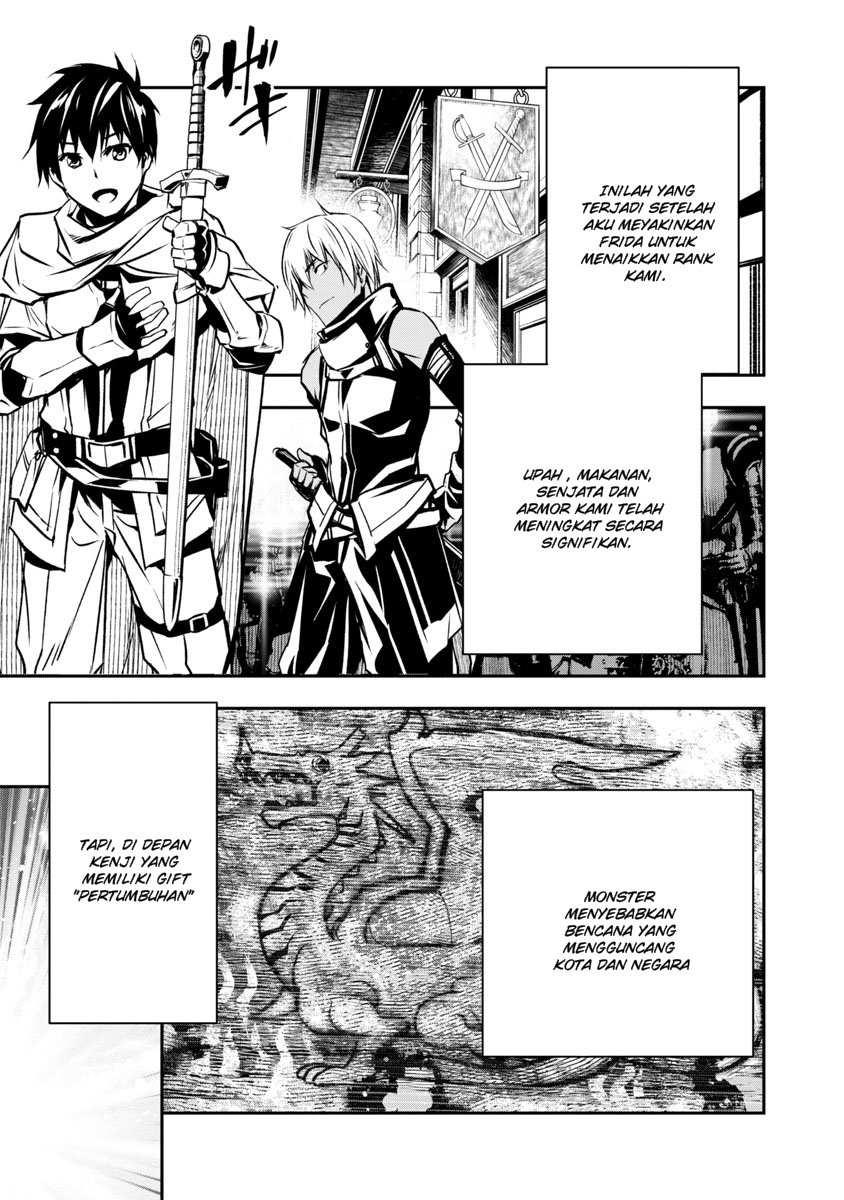 ザッ
INILAH YANG
TERJADI SETELAH
AKU MEYAKINKAN
FRIDA UNTUK
MENAIKKAN RANK
KAMI.
UPAH , MAKANAN,
SENJATA DAN
ARMOR KAMI TELAH
MENINGKAT SECARA
SIGNIFIKAN.
MONSTER
MENYEBABKAN
BENCANA YANG
MENGGUNCANG
KOTA DAN NEGARA
TAPI, DI DEPAN
KENJI YANG
MEMILIKI GIFT
"PERTUMBUHAN"